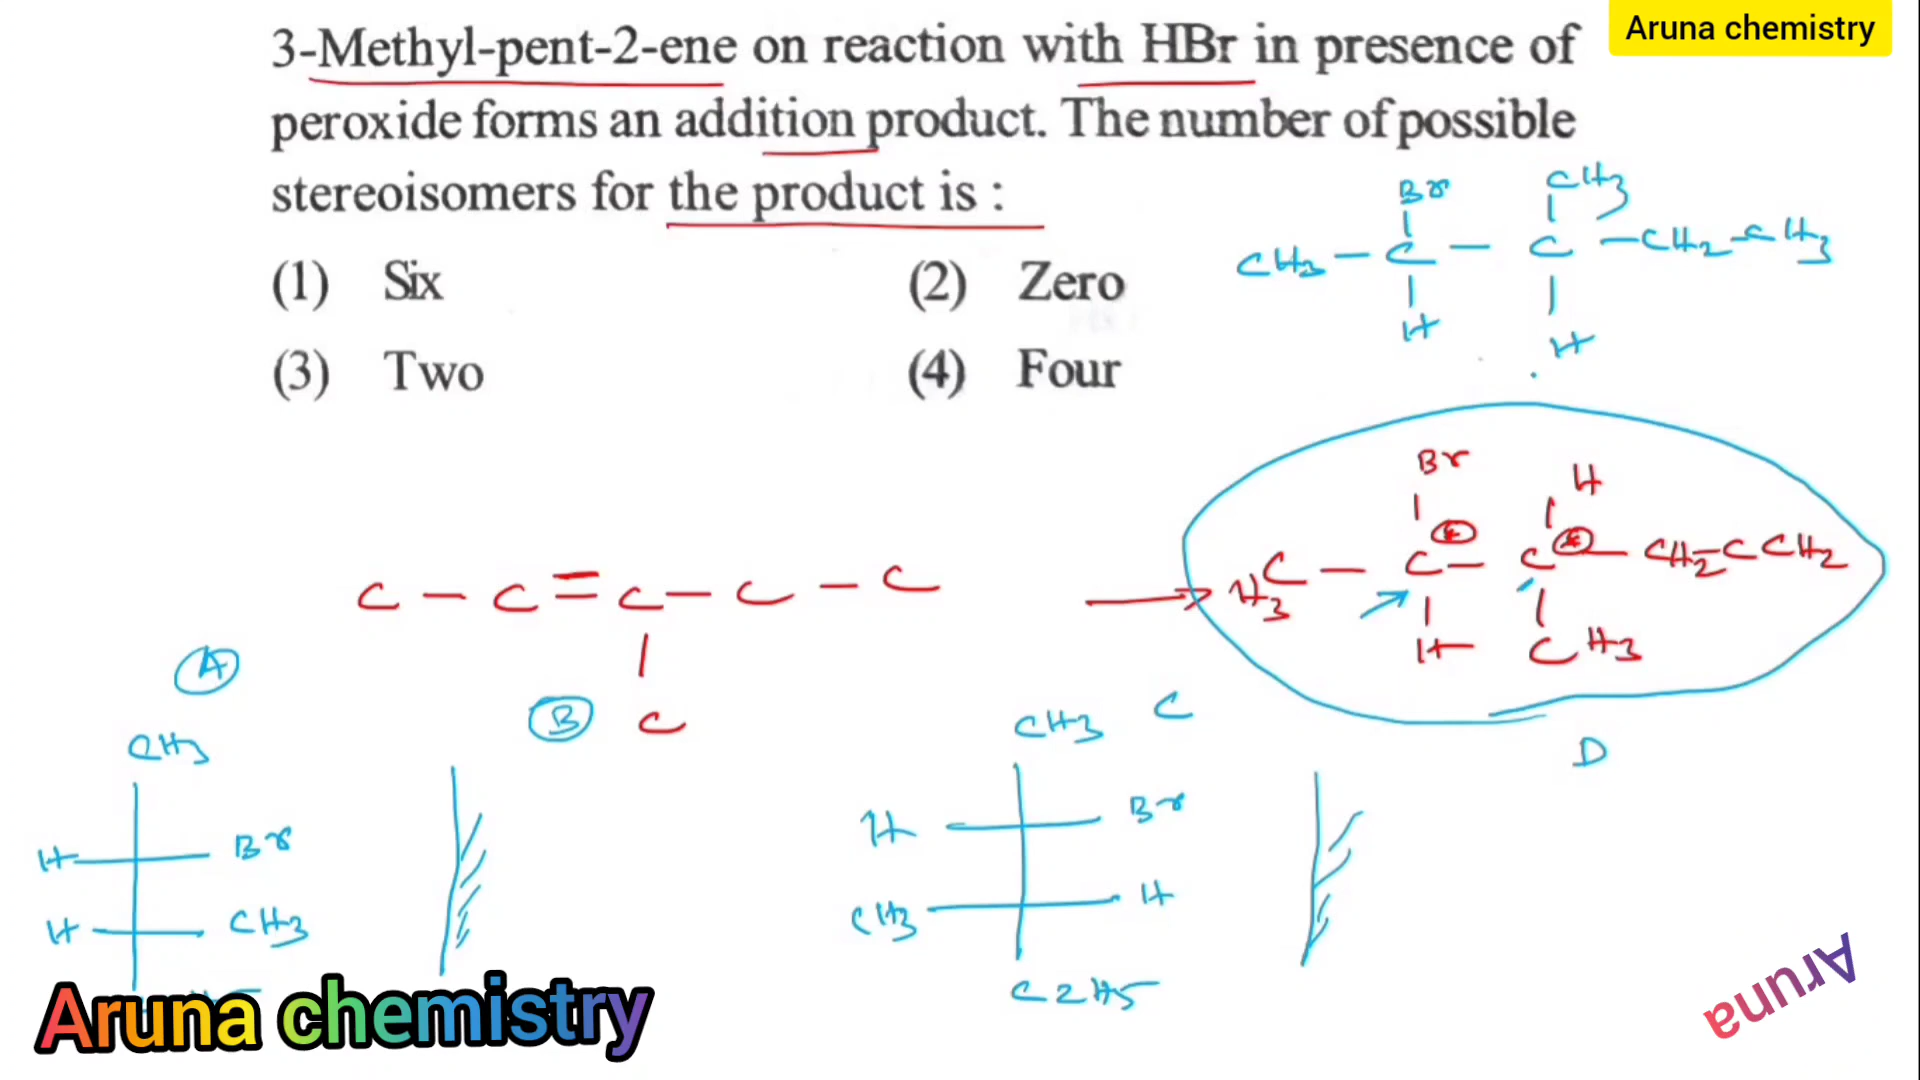 Aruna chemistry
3-Methyl-pent-2-ene on reaction with HBr in presence of
peroxide forms an addition product. The number of possible
stereoisomers for the product is :
(1) Six
(2) Zero
(3) Two
(4) Four
Br CH3
CH3 - C - C - CH2 - CH3
H H
Br H
H3C - C - C - CH2 - C CH2
H CH3
C - C = C - C - C
C
A
B
C
D
CH3
H Br
H CH3
CH3
H Br
CH3 H
C2H5
Aruna chemistry
Aruna